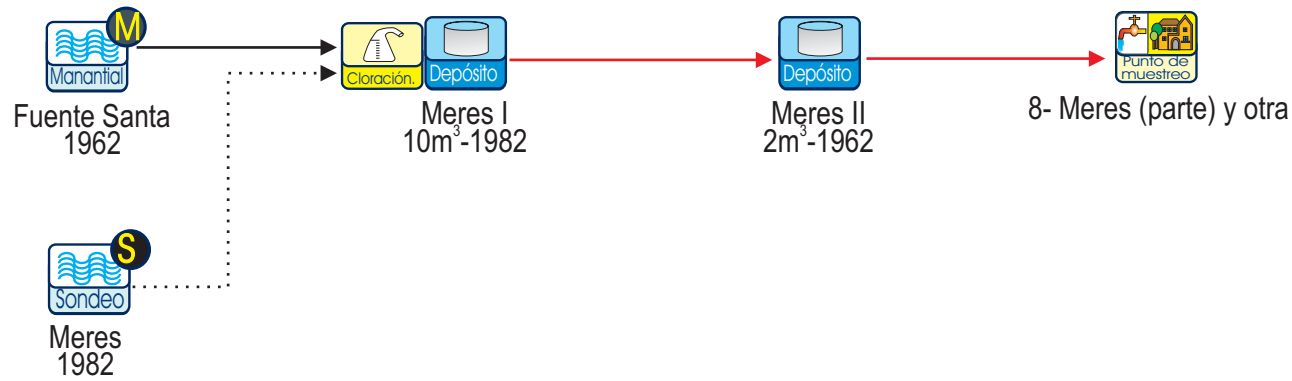 M
Manantial
Fuente Santa
1962
Cloración.
Depósito
Meres I
10m³-1982
Depósito
Meres II
2m³-1962
Punto de
muestreo
8- Meres (parte) y otra
S
Sondeo
Meres
1982